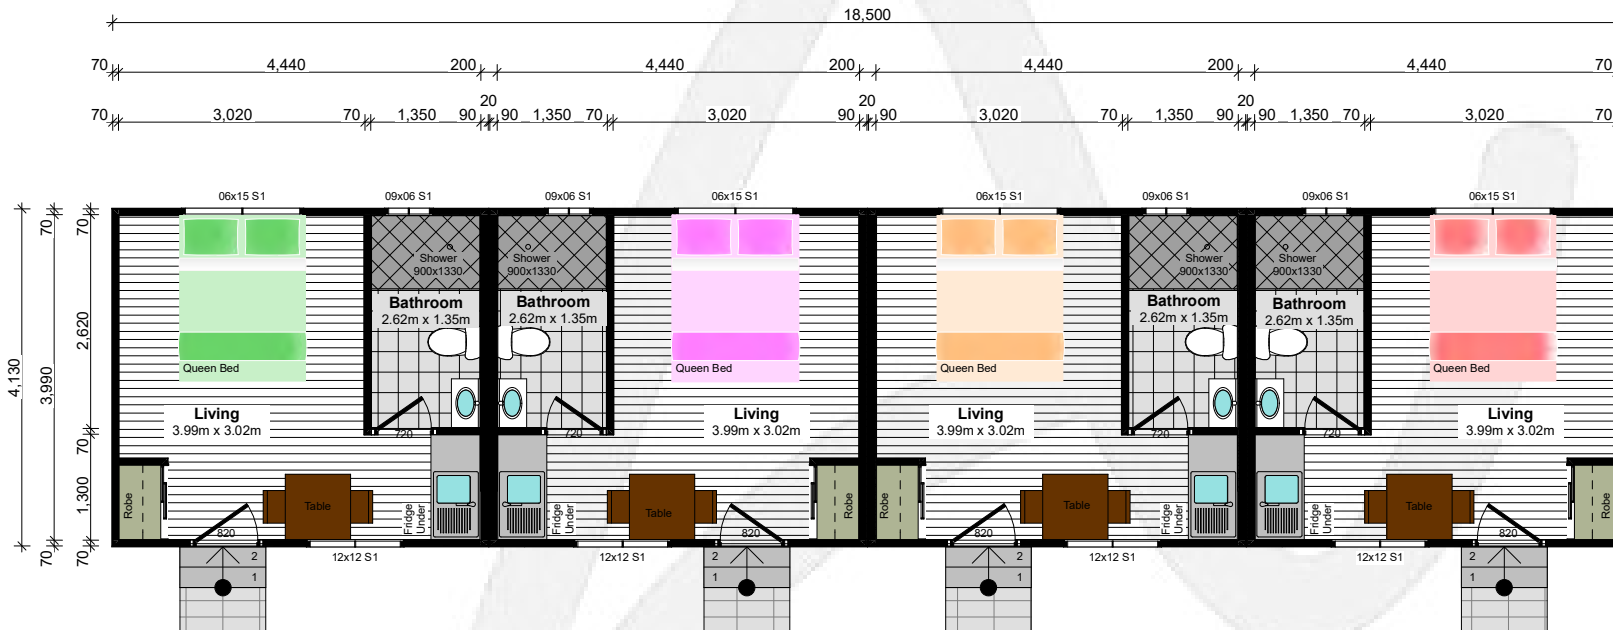 18,500
70 4,440 200 4,440 200 4,440 200 4,440 70
70 3,020 70 1,350 90 20 90 1,350 70 3,020 90 20 90 3,020 70 1,350 90 20 90 1,350 70 3,020 70
06x15 S1 09x06 S1 09x06 S1 06x15 S1 06x15 S1 09x06 S1 09x06 S1 06x15 S1
4,130
70 3,990 70
70 2,620 70 1,300 70
Shower Shower Shower Shower
900x1330 900x1330 900x1330 900x1330
Bathroom Bathroom Bathroom Bathroom
2.62m x 1.35m 2.62m x 1.35m 2.62m x 1.35m 2.62m x 1.35m
Queen Bed Queen Bed Queen Bed Queen Bed
Living Living Living Living
3.99m x 3.02m 3.99m x 3.02m 3.99m x 3.02m 3.99m x 3.02m
720 720 720 720
Robe Table Fridge Under Fridge Under Table Robe Robe Table Fridge Under Fridge Under Table Robe
820 820 820 820
12x12 S1 12x12 S1 12x12 S1 12x12 S1
2 2 2 2
1 1 1 1